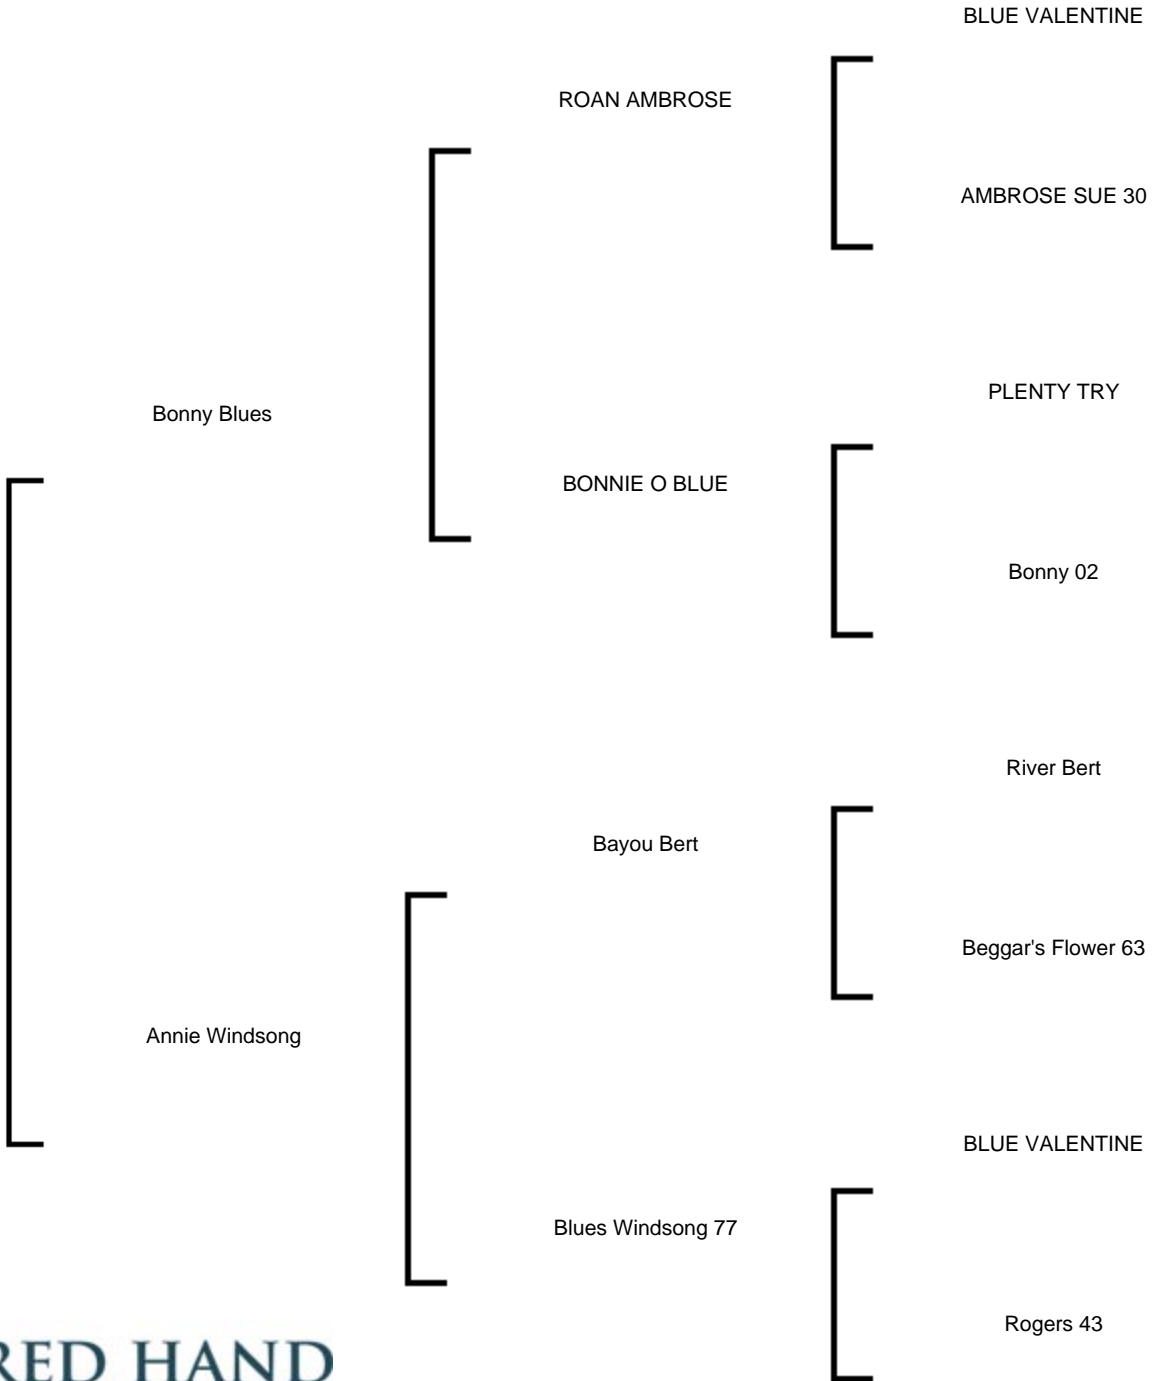 BLUE VALENTINE
ROAN AMBROSE
AMBROSE SUE 30
PLENTY TRY
Bonny Blues
BONNIE O BLUE
Bonny 02
River Bert
Bayou Bert
Beggar's Flower 63
Annie Windsong
BLUE VALENTINE
Blues Windsong 77
Rogers 43
RED HAND